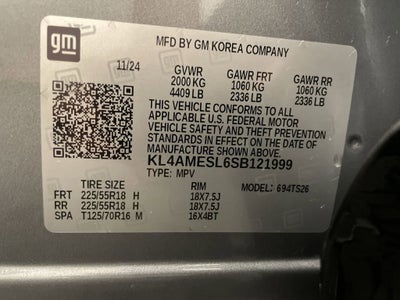 gm
MFD BY GM KOREA COMPANY
11/24 GVWR GAWR FRT GAWR RR
2000 KG 1060 KG 1060 KG
4409 LB 2336 LB 2336 LB
THIS VEHICLE CONFORMS TO ALL
APPLICABLE U.S. FEDERAL MOTOR
VEHICLE SAFETY AND THEFT PREVENTION
STANDARDS IN EFFECT ON THE DATE OF
MANUFACTURE SHOWN ABOVE.
KL4AMESL6SB121999
TYPE: MPV
TIRE SIZE RIM MODEL: 694TS26
FRT 225/55R18 H 18X7.5J
RR 225/55R18 H 18X7.5J
SPA T125/70R16 M 16X4BT